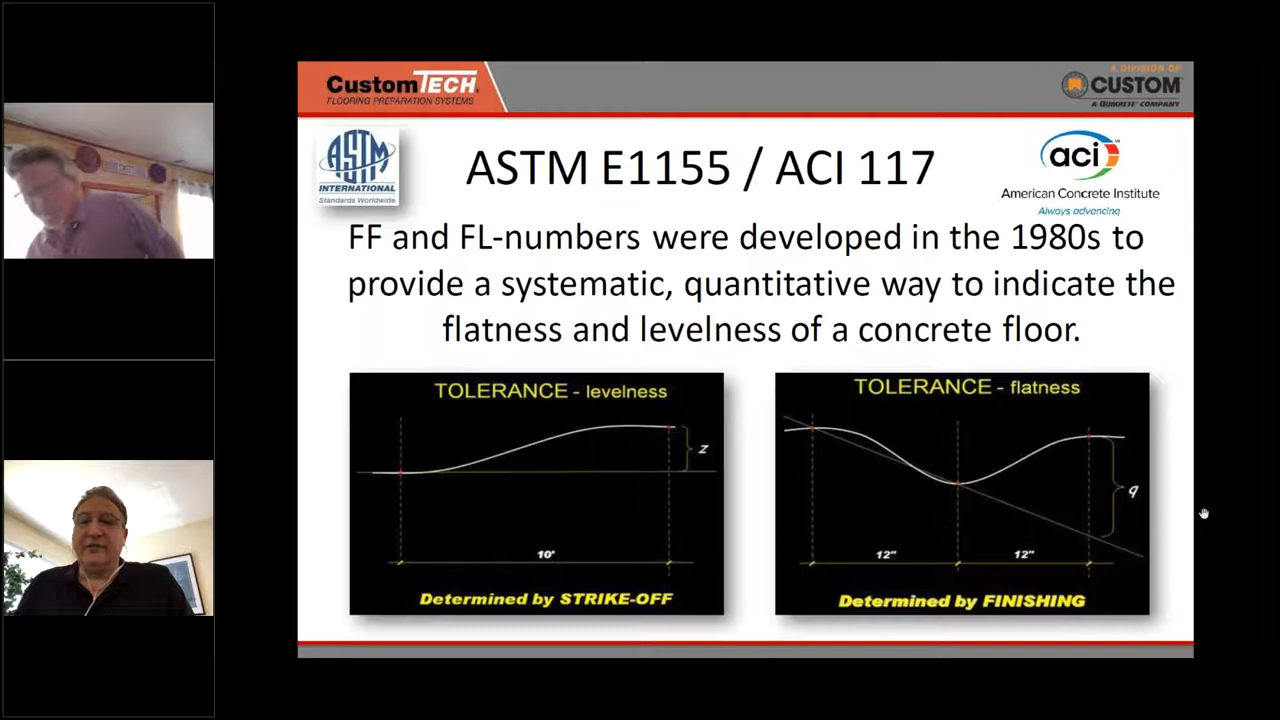 CUSTOMTECH®
FLOORING PREPARATION SYSTEMS
A DIVISION OF
CUSTOM
A QUIKRETE® COMPANY
ASTM
INTERNATIONAL
Standards Worldwide
ASTM E1155 / ACI 117
aci
American Concrete Institute
Always advancing
FF and FL-numbers were developed in the 1980s to
provide a systematic, quantitative way to indicate the
flatness and levelness of a concrete floor.
TOLERANCE - levelness
z
10'
Determined by STRIKE-OFF
TOLERANCE - flatness
q
12" 12"
Determined by FINISHING